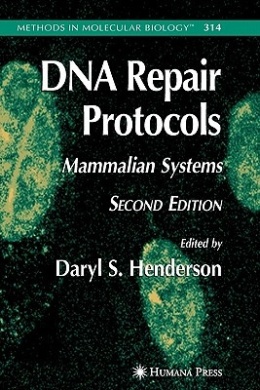 METHODS IN MOLECULAR BIOLOGY™ 314
DNA Repair
Protocols
Mammalian Systems
SECOND EDITION
Edited by
Daryl S. Henderson
HUMANA PRESS